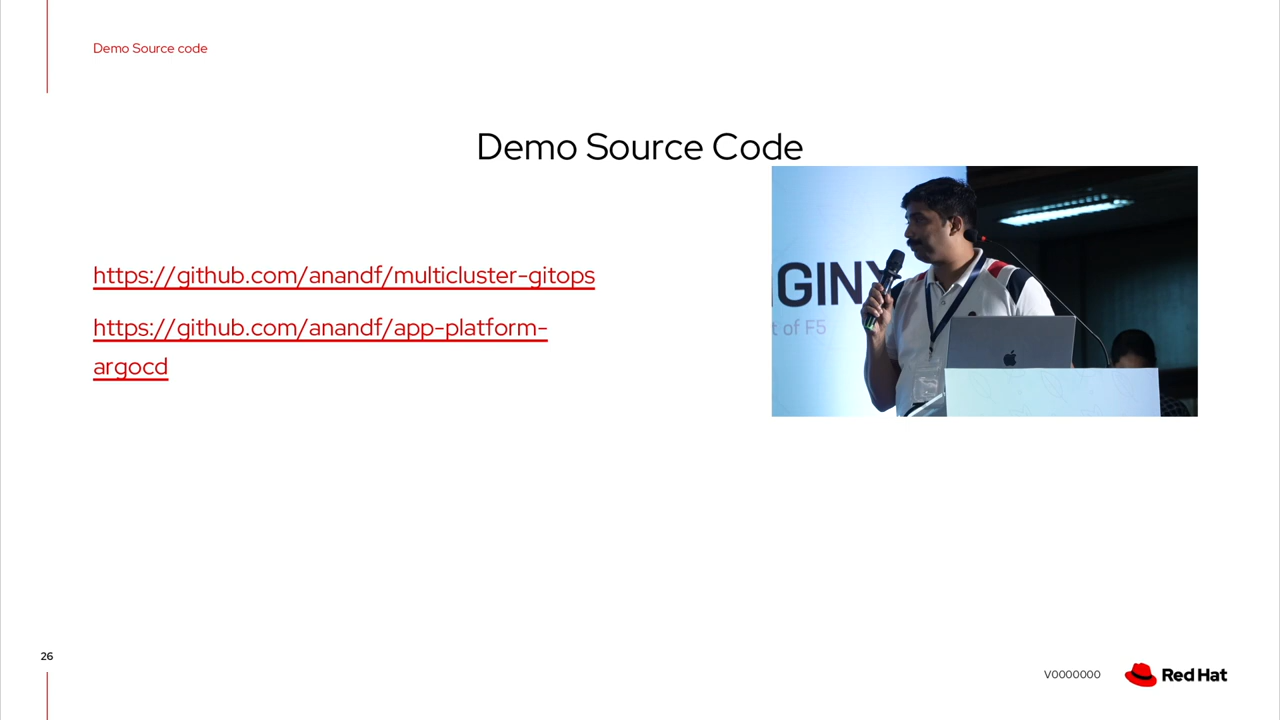 Demo Source code
Demo Source Code
https://github.com/anandf/multicluster-gitops
https://github.com/anandf/app-platform-
argocd
GINX
t of F5
26
V0000000
Red Hat